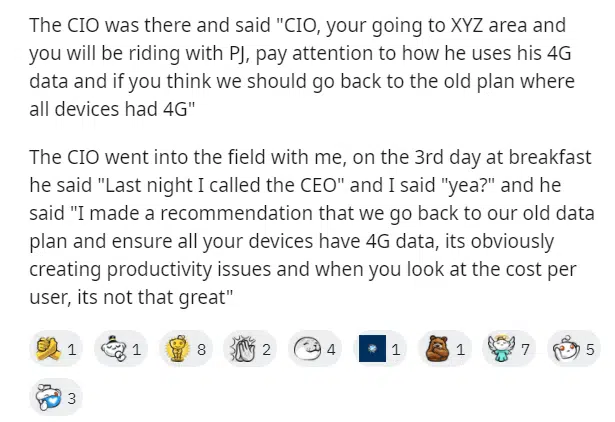 The CIO was there and said "CIO, your going to XYZ area and
you will be riding with PJ, pay attention to how he uses his 4G
data and if you think we should go back to the old plan where
all devices had 4G"
The CIO went into the field with me, on the 3rd day at breakfast
he said "Last night I called the CEO" and I said "yea?" and he
said "I made a recommendation that we go back to our old data
plan and ensure all your devices have 4G data, its obviously
creating productivity issues and when you look at the cost per
user, its not that great"
1 1 8 2 4 1 1 7 5
3